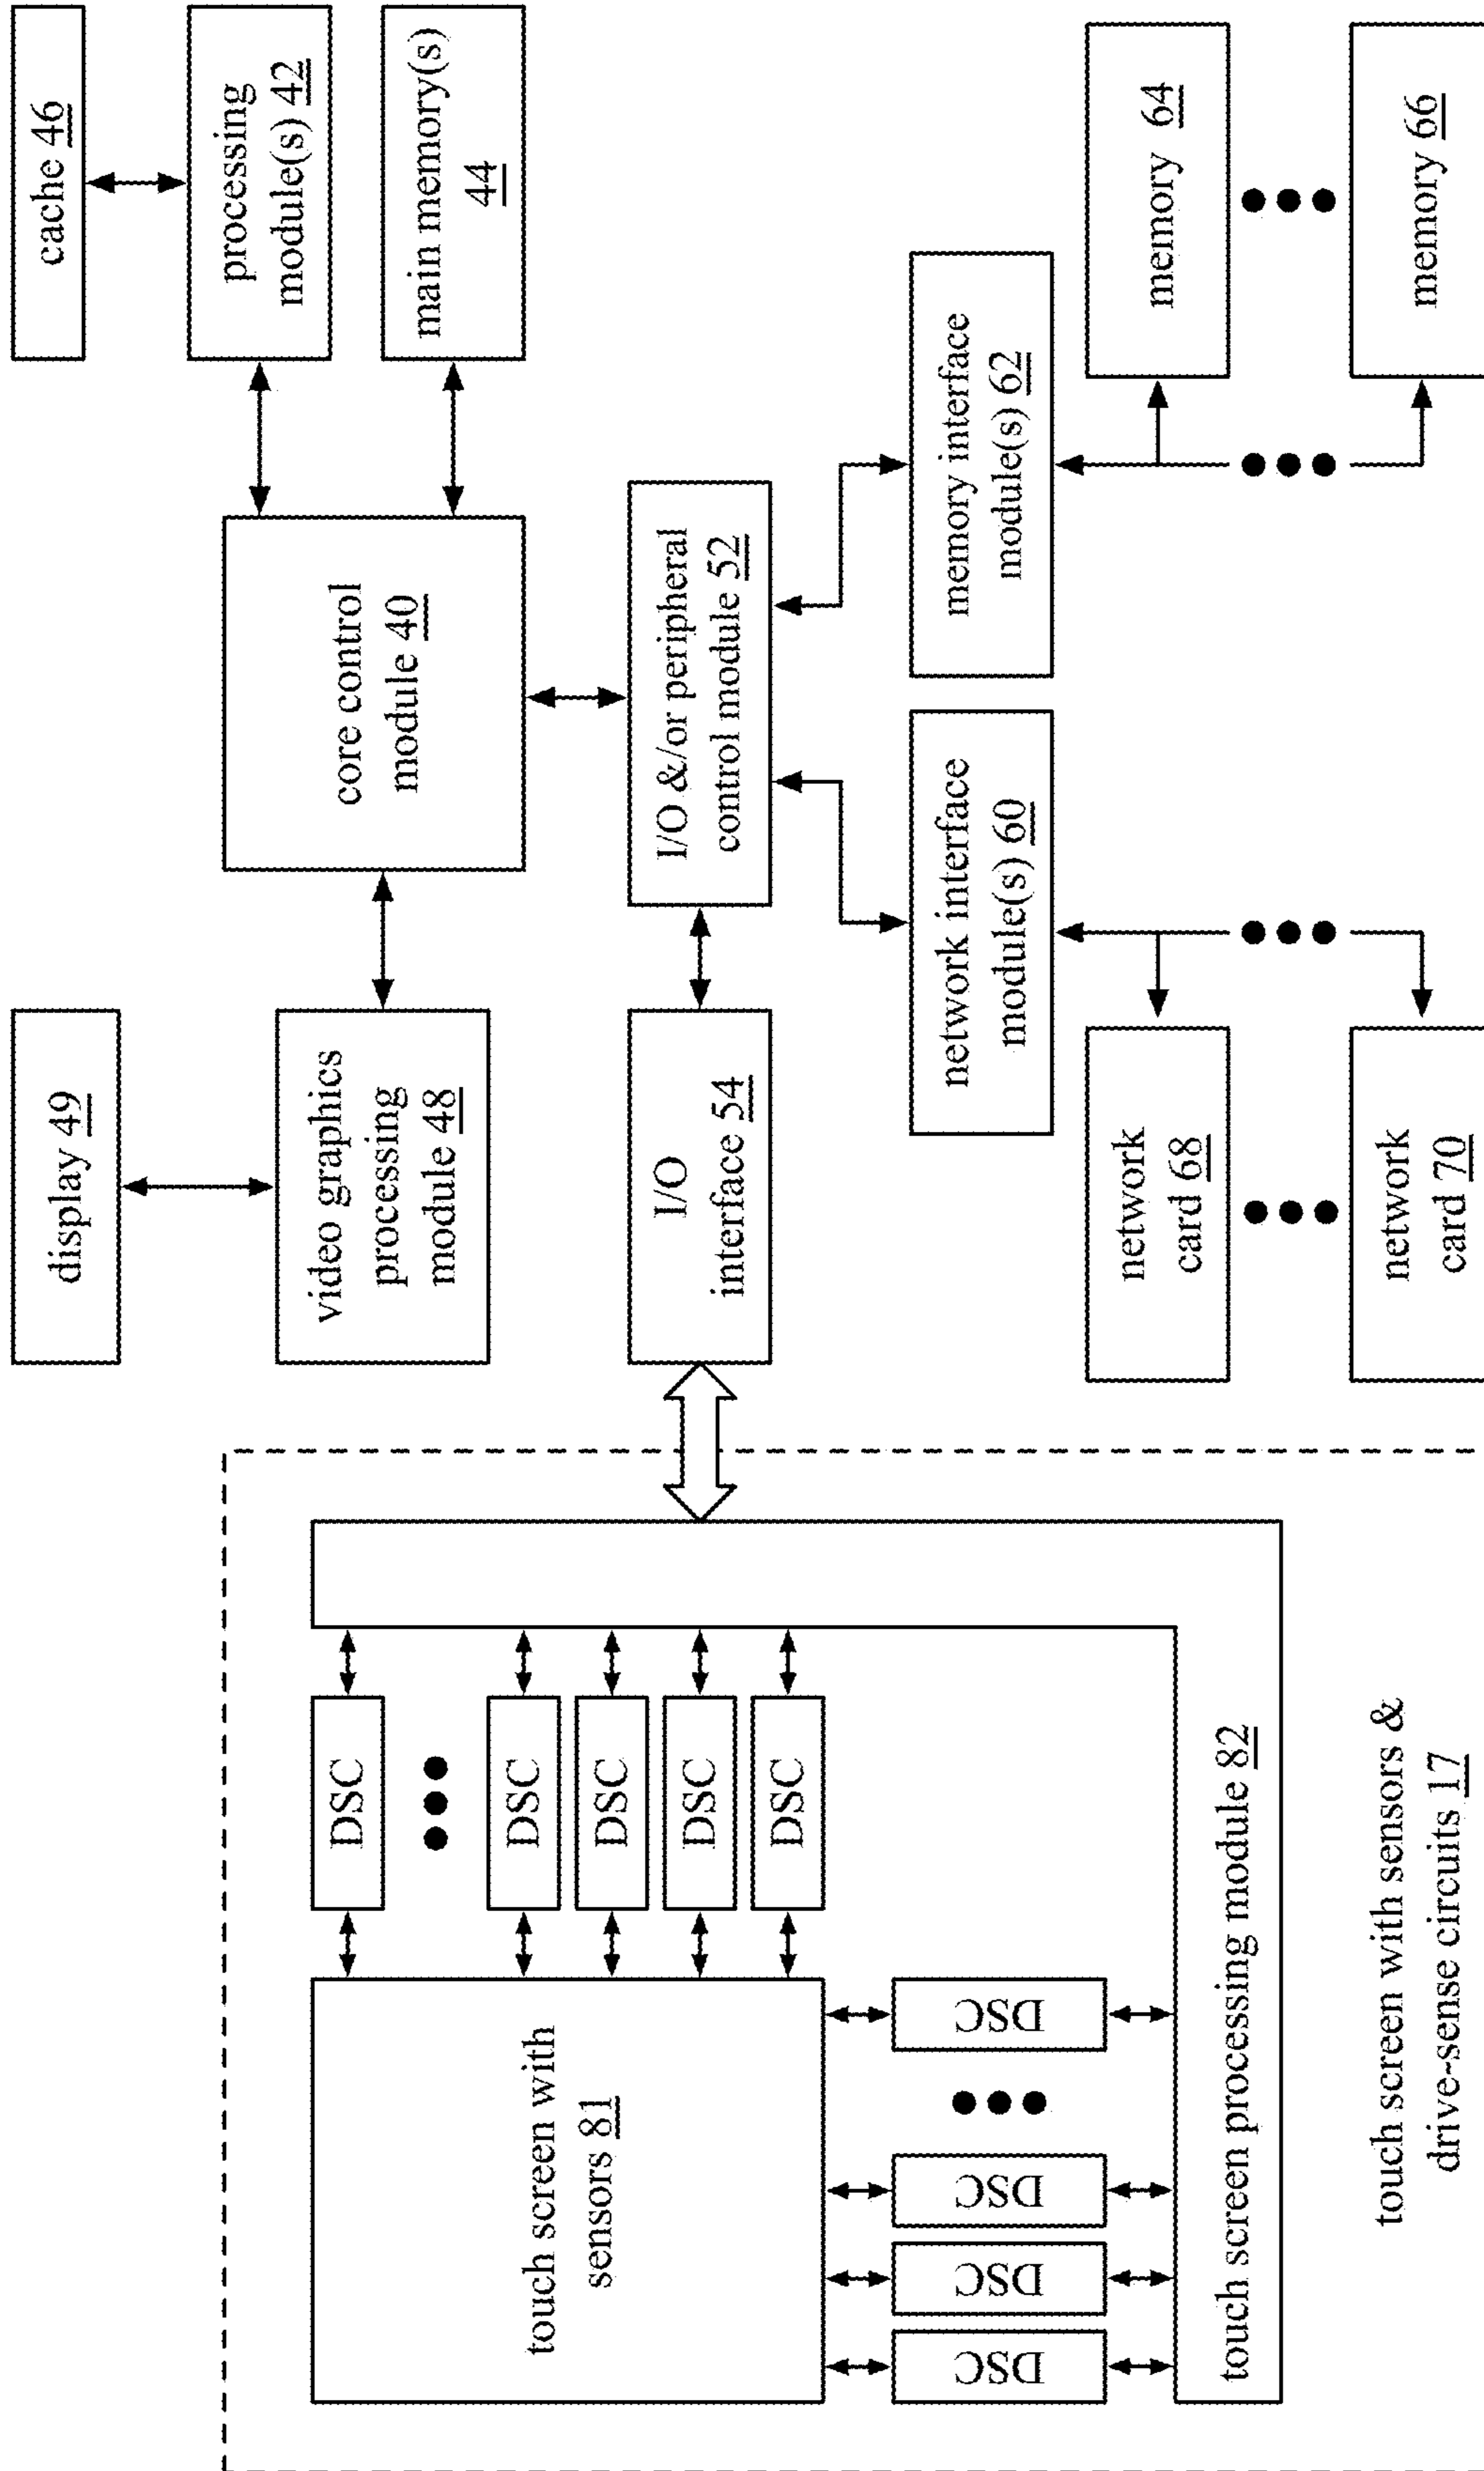 cache 46
processing
module(s) 42
main memory(s)
44
core control
module 40
display 49
video graphics
processing
module 48
I/O &/or peripheral
control module 52
I/O
interface 54
memory interface
module(s) 62
network interface
module(s) 60
memory 64
memory 66
network
card 68
network
card 70
touch screen with
sensors 81
DSC
DSC
DSC
DSC
DSC
DSC
DSC
DSC
DSC
touch screen processing module 82
touch screen with sensors &
drive-sense circuits 17